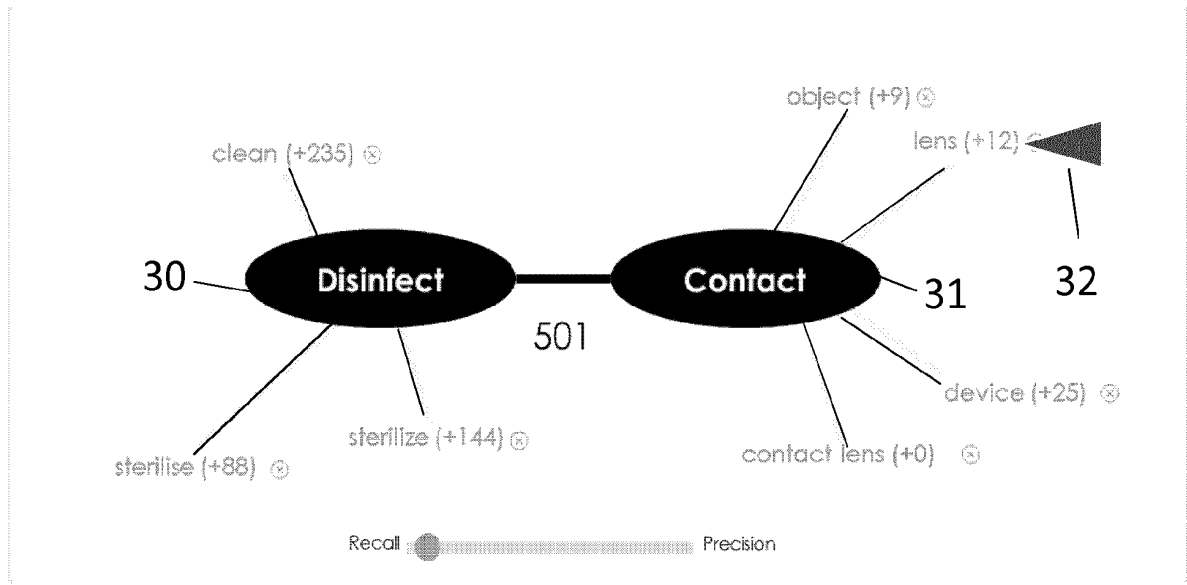 object (+9)
lens (+12)
clean (+235)
30
Disinfect
Contact
31
32
501
device (+25)
sterilize (+144)
contact lens (+0)
sterilise (+88)
Recall
Precision